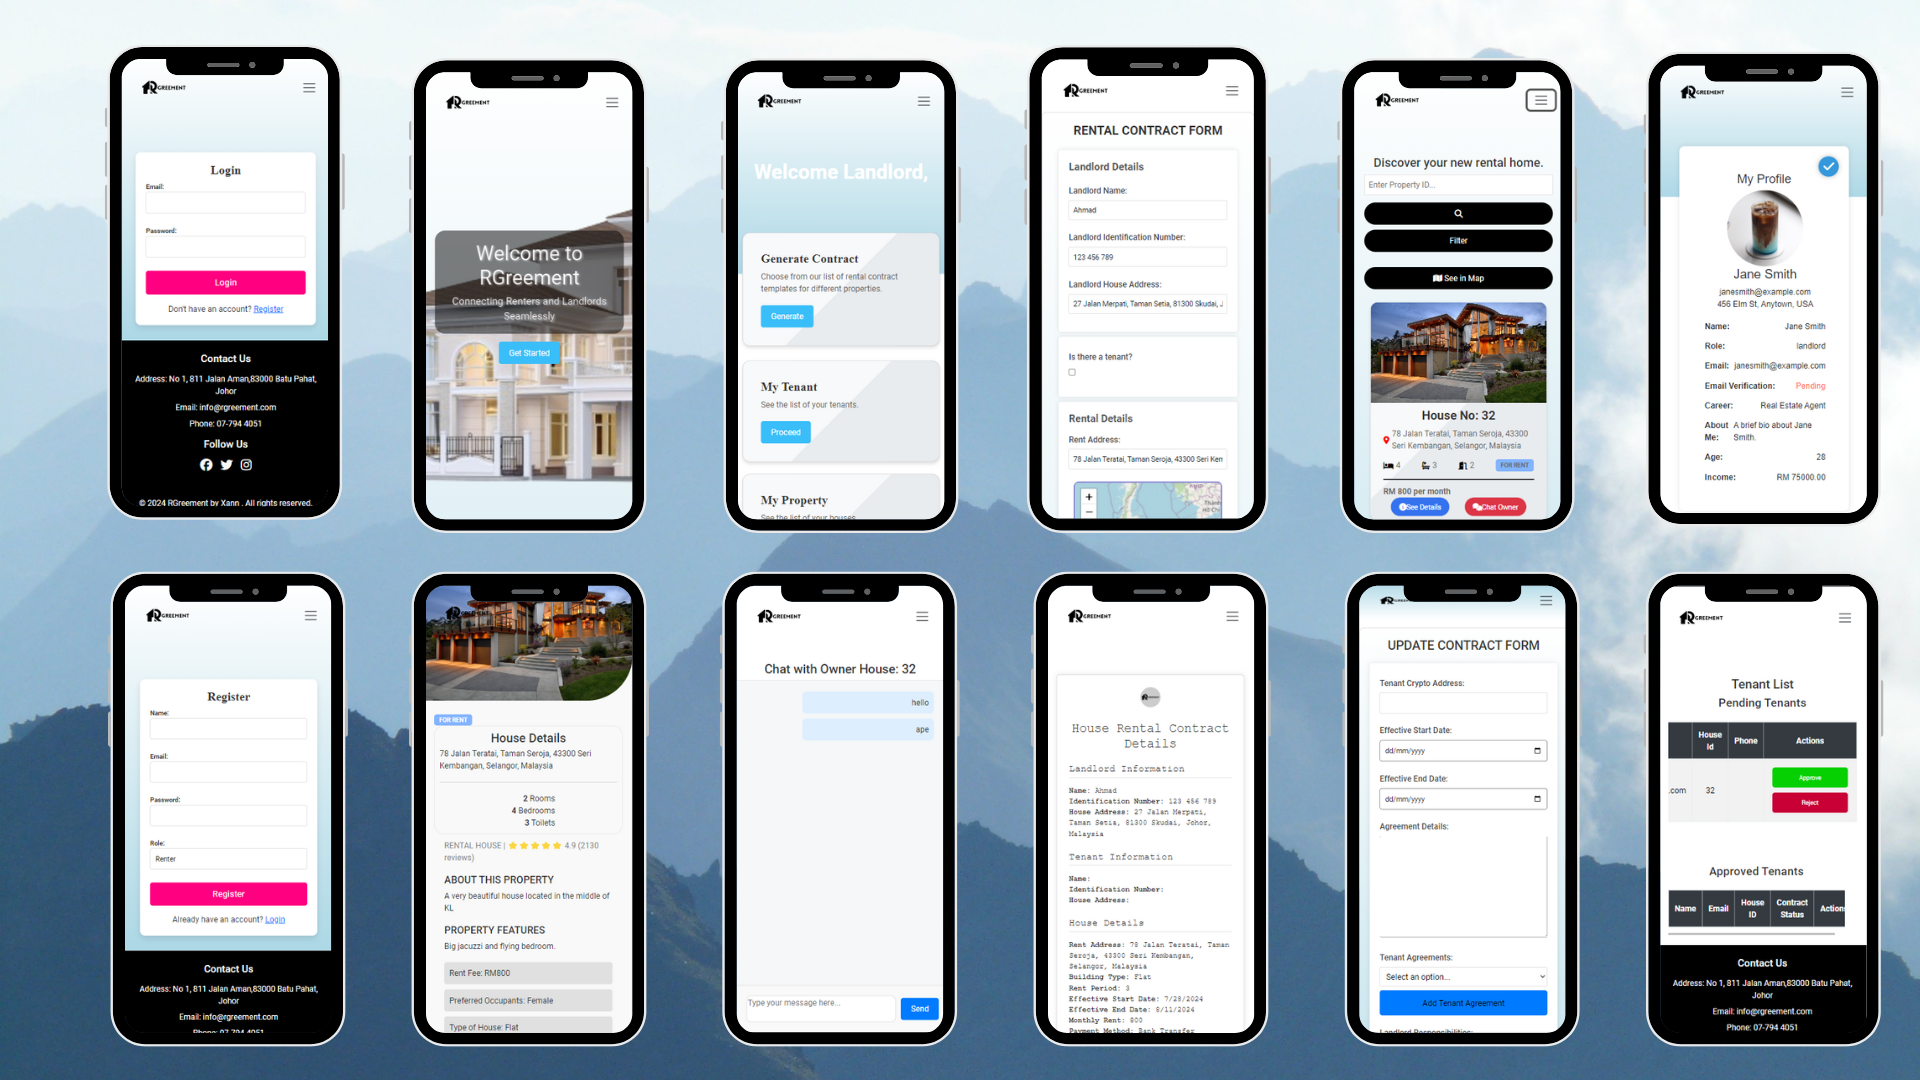 RGREEMENT
Login
Email:
Password:
Login
Don't have an account? Register
Contact Us
Address: No 1, 811 Jalan Aman,83000 Batu Pahat,
Johor
Email: info@rgreement.com
Phone: 07-794 4051
Follow Us
© 2024 RGreement by Xann . All rights reserved.
RGREEMENT
Welcome to
RGreement
Connecting Renters and Landlords
Seamlessly
Get Started
RGREEMENT
Welcome Landlord,
Generate Contract
Choose from our list of rental contract
templates for different properties.
Generate
My Tenant
See the list of your tenants.
Proceed
My Property
See the list of your houses
RGREEMENT
RENTAL CONTRACT FORM
Landlord Details
Landlord Name:
Ahmad
Landlord Identification Number:
123 456 789
Landlord House Address:
27 Jalan Merpati, Taman Setia, 81300 Skudai, J
Is there a tenant?
Rental Details
Rent Address:
78 Jalan Teratai, Taman Seroja, 43300 Seri Kem
+
−
RGREEMENT
Discover your new rental home.
Enter Property ID...
Filter
See in Map
House No: 32
78 Jalan Teratai, Taman Seroja, 43300
Seri Kembangan, Selangor, Malaysia
4 3 2 FOR RENT
RM 800 per month
See Details Chat Owner
RGREEMENT
My Profile
Jane Smith
janesmith@example.com
456 Elm St, Anytown, USA
Name: Jane Smith
Role: landlord
Email: janesmith@example.com
Email Verification: Pending
Career: Real Estate Agent
About Me: A brief bio about Jane Smith.
Age: 28
Income: RM 75000.00
RGREEMENT
Register
Name:
Email:
Password:
Role:
Renter
Register
Already have an account? Login
Contact Us
Address: No 1, 811 Jalan Aman,83000 Batu Pahat,
Johor
Email: info@rgreement.com
Phone: 07-794 4051
RGREEMENT
FOR RENT
House Details
78 Jalan Teratai, Taman Seroja, 43300 Seri
Kembangan, Selangor, Malaysia
2 Rooms
4 Bedrooms
3 Toilets
RENTAL HOUSE | 4.9 (2130
reviews)
ABOUT THIS PROPERTY
A very beautiful house located in the middle of
KL
PROPERTY FEATURES
Big jacuzzi and flying bedroom.
Rent Fee: RM800
Preferred Occupants: Female
Type of House: Flat
RGREEMENT
Chat with Owner House: 32
hello
ape
Type your message here...
Send
RGREEMENT
House Rental Contract
Details
Landlord Information
Name: Ahmad
Identification Number: 123 456 789
House Address: 27 Jalan Merpati,
Taman Setia, 81300 Skudai, Johor,
Malaysia
Tenant Information
Name:
Identification Number:
House Address:
House Details
Rent Address: 78 Jalan Teratai, Taman
Seroja, 43300 Seri Kembangan,
Selangor, Malaysia
Building Type: Flat
Rent Period: 3
Effective Start Date: 7/28/2024
Effective End Date: 8/11/2024
Monthly Rent: 800
Payment Method: Bank Transfer
UPDATE CONTRACT FORM
Tenant Crypto Address:
Effective Start Date:
dd/mm/yyyy
Effective End Date:
dd/mm/yyyy
Agreement Details:
Tenant Agreements:
Select an option...
Add Tenant Agreement
Landlord Responsibilities:
RGREEMENT
Tenant List
Pending Tenants
House Id Phone Actions
.com 32 Approve
Reject
Approved Tenants
Name Email House ID Contract Status Action
Contact Us
Address: No 1, 811 Jalan Aman,83000 Batu Pahat,
Johor
Email: info@rgreement.com
Phone: 07-794 4051